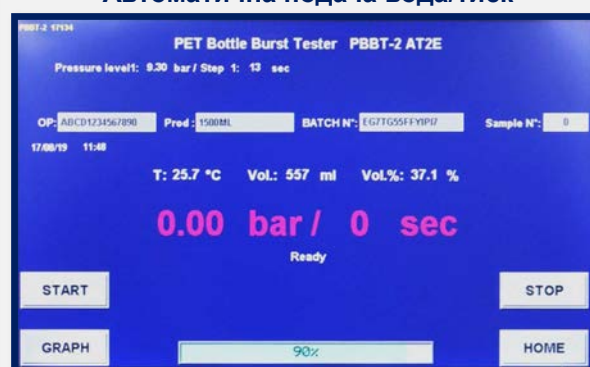 Автоматична подача вода/тиск
PBBT-2 17134
PET Bottle Burst Tester PBBT-2 AT2E
Pressure level1: 9.30 bar / Step 1: 13 sec
OP: ABCD1234567890 Prod : 1500ML BATCH N°: EG7TG55FFYIPI7 Sample N°: 0
17/08/19 11:48
T: 25.7 °C Vol.: 557 ml Vol.%: 37.1 %
0.00 bar / 0 sec
Ready
START STOP
GRAPH 90% HOME